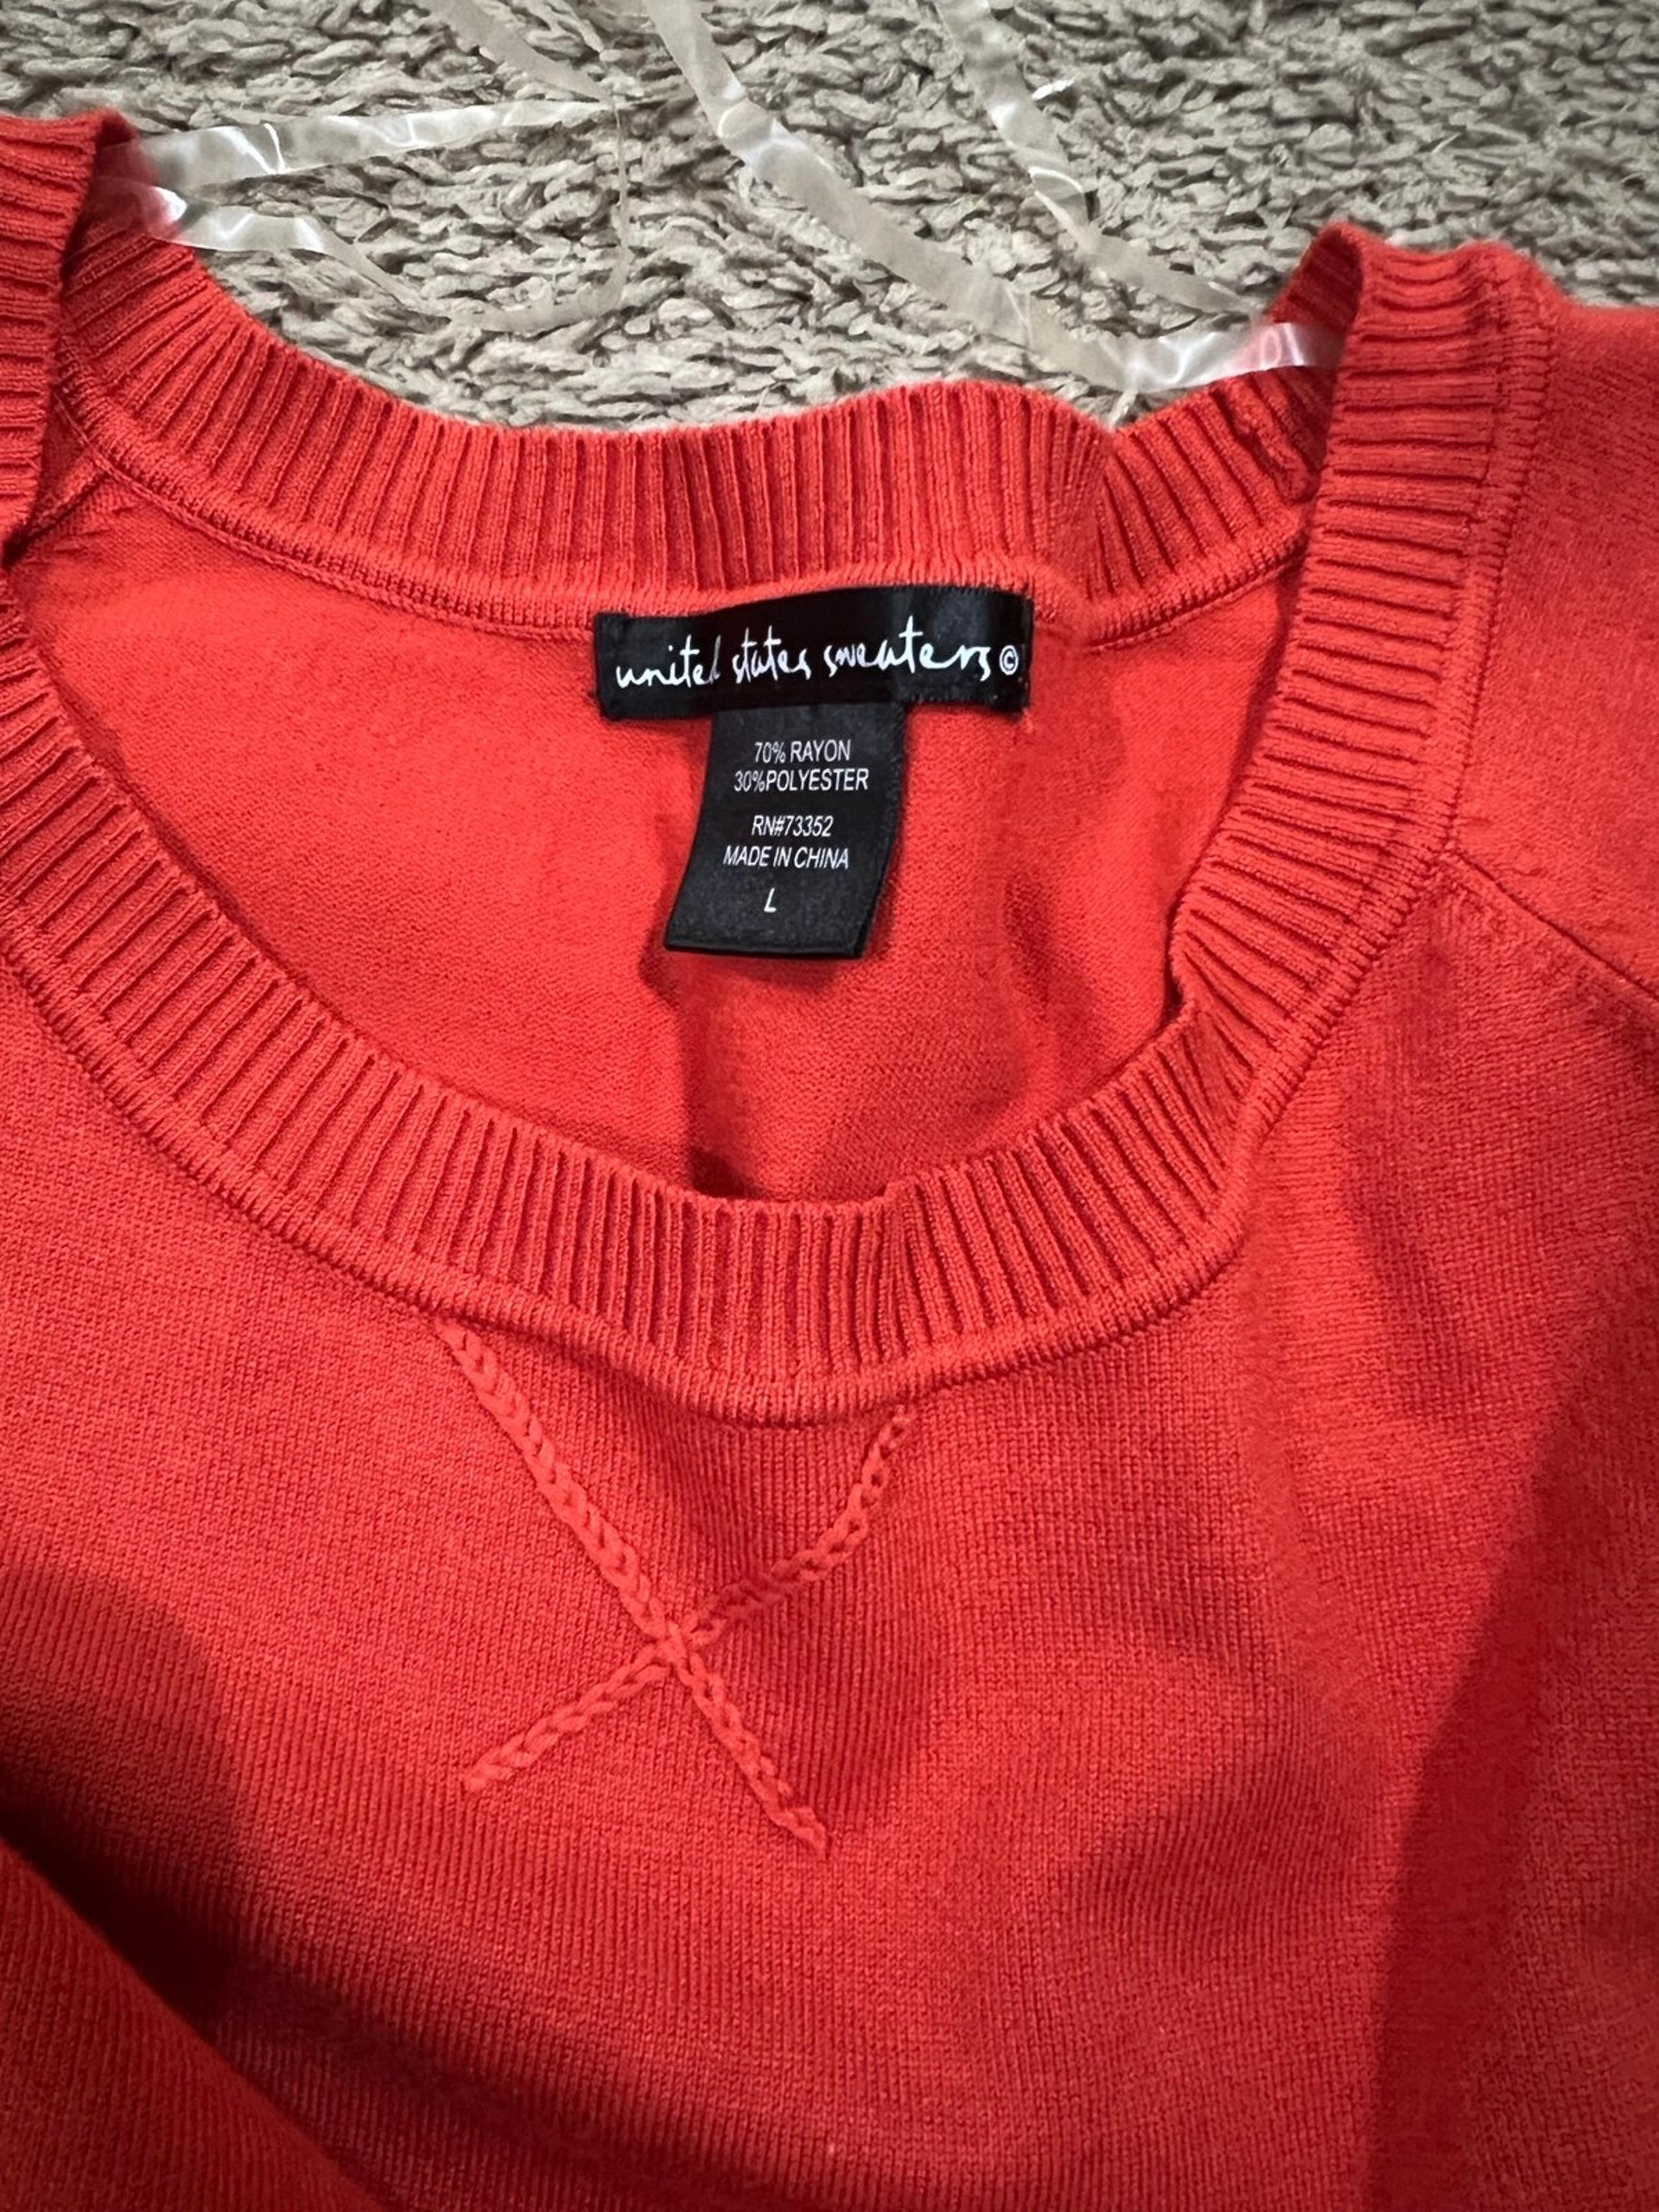 united states sweaters©
70% RAYON
30%POLYESTER
RN#73352
MADE IN CHINA
L